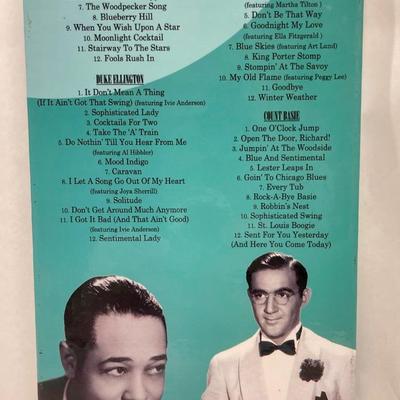 7. The Woodpecker Song
8. Blueberry Hill
9. When You Wish Upon A Star
10. Moonlight Cocktail
11. Stairway To The Stars
12. Fools Rush In
DUKE ELLINGTON
1. It Don't Mean A Thing
(If It Ain't Got That Swing) (featuring Ivie Anderson)
2. Sophisticated Lady
3. Cocktails For Two
4. Take The 'A' Train
5. Do Nothin' Till You Hear From Me
(featuring Al Hibbler)
6. Mood Indigo
7. Caravan
8. I Let A Song Go Out Of My Heart
(featuring Joya Sherrill)
9. Solitude
10. Don't Get Around Much Anymore
11. I Got It Bad (And That Ain't Good)
(featuring Ivie Anderson)
12. Sentimental Lady
(featuring Martha Tilton )
5. Don't Be That Way
6. Goodnight My Love
(featuring Ella Fitzgerald )
7. Blue Skies (featuring Art Land)
8. King Porter Stomp
9. Stompin' At The Savoy
10. My Old Flame (featuring Peggy Lee)
11. Goodbye
12. Winter Weather
COUNT BASIE
1. One O'Clock Jump
2. Open The Door, Richard!
3. Jumpin' At The Woodside
4. Blue And Sentimental
5. Lester Leaps In
6. Goin' To Chicago Blues
7. Every Tub
8. Rock-A-Bye Basie
9. Robbin's Nest
10. Sophisticated Swing
11. St. Louis Boogie
12. Sent For You Yesterday
(And Here You Come Today)